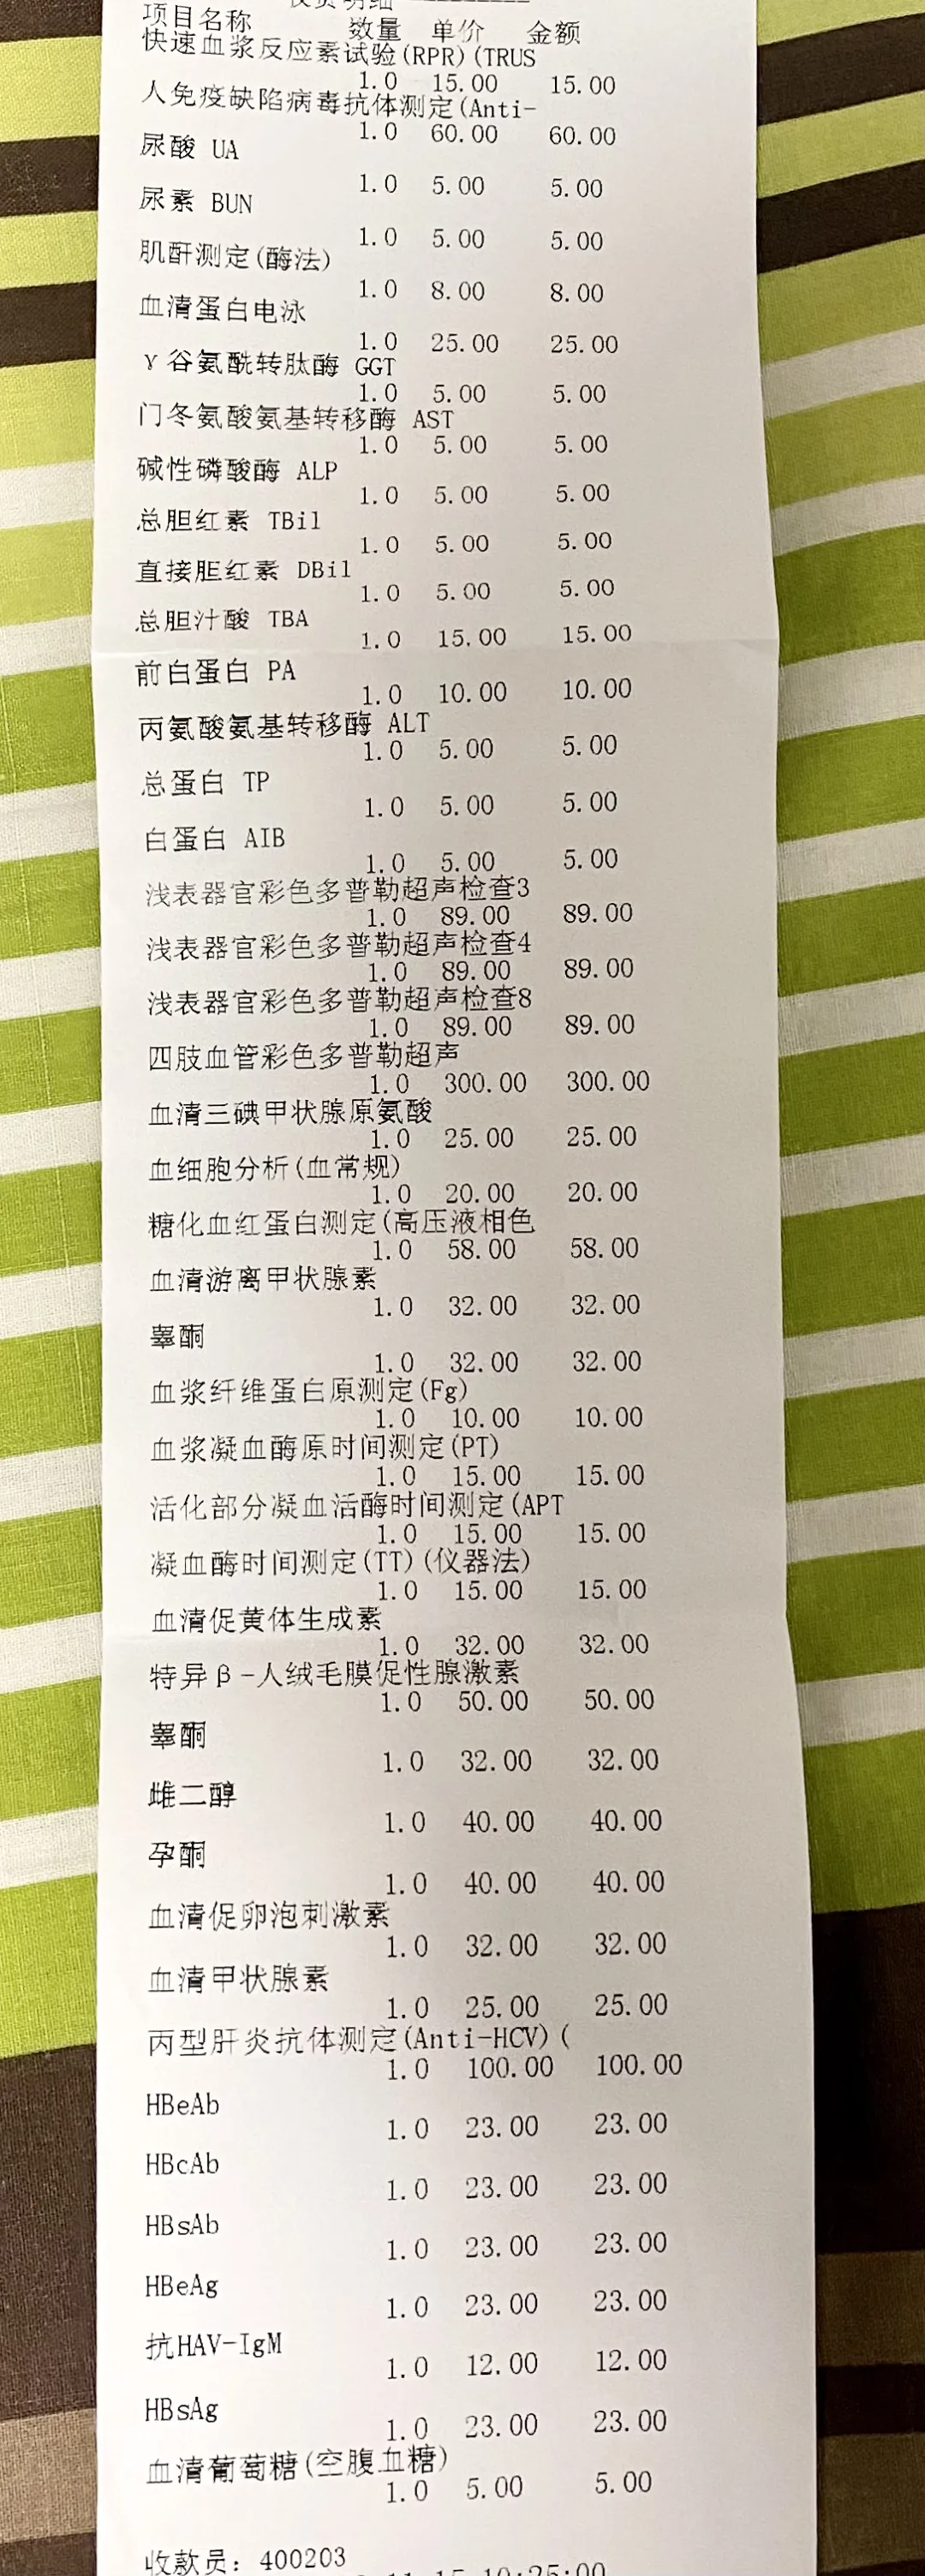 项目名称 数量 单价 金额
快速血浆反应素试验(RPR)(TRUS
1.0 15.00 15.00
人免疫缺陷病毒抗体测定(Anti-
1.0 60.00 60.00
尿酸 UA
1.0 5.00 5.00
尿素 BUN
1.0 5.00 5.00
肌酐测定(酶法)
1.0 8.00 8.00
血清蛋白电泳
1.0 25.00 25.00
γ谷氨酰转肽酶 GGT
1.0 5.00 5.00
门冬氨酸氨基转移酶 AST
1.0 5.00 5.00
碱性磷酸酶 ALP
1.0 5.00 5.00
总胆红素 TBil
1.0 5.00 5.00
直接胆红素 DBil
1.0 5.00 5.00
总胆汁酸 TBA
1.0 15.00 15.00
前白蛋白 PA
1.0 10.00 10.00
丙氨酸氨基转移酶 ALT
1.0 5.00 5.00
总蛋白 TP
1.0 5.00 5.00
白蛋白 AIB
1.0 5.00 5.00
浅表器官彩色多普勒超声检查3
1.0 89.00 89.00
浅表器官彩色多普勒超声检查4
1.0 89.00 89.00
浅表器官彩色多普勒超声检查8
1.0 89.00 89.00
四肢血管彩色多普勒超声
1.0 300.00 300.00
血清三碘甲状腺原氨酸
1.0 25.00 25.00
血细胞分析(血常规)
1.0 20.00 20.00
糖化血红蛋白测定(高压液相色
1.0 58.00 58.00
血清游离甲状腺素
1.0 32.00 32.00
睾酮
1.0 32.00 32.00
血浆纤维蛋白原测定(Fg)
1.0 10.00 10.00
血浆凝血酶原时间测定(PT)
1.0 15.00 15.00
活化部分凝血活酶时间测定(APT
1.0 15.00 15.00
凝血酶时间测定(TT)(仪器法)
1.0 15.00 15.00
血清促黄体生成素
1.0 32.00 32.00
特异β-人绒毛膜促性腺激素
1.0 50.00 50.00
睾酮
1.0 32.00 32.00
雌二醇
1.0 40.00 40.00
孕酮
1.0 40.00 40.00
血清促卵泡刺激素
1.0 32.00 32.00
血清甲状腺素
1.0 25.00 25.00
丙型肝炎抗体测定(Anti-HCV)(
1.0 100.00 100.00
HBeAb
1.0 23.00 23.00
HBcAb
1.0 23.00 23.00
HBsAb
1.0 23.00 23.00
HBeAg
1.0 23.00 23.00
抗HAV-IgM
1.0 12.00 12.00
HBsAg
1.0 23.00 23.00
血清葡萄糖(空腹血糖)
1.0 5.00 5.00
收款员: 400203